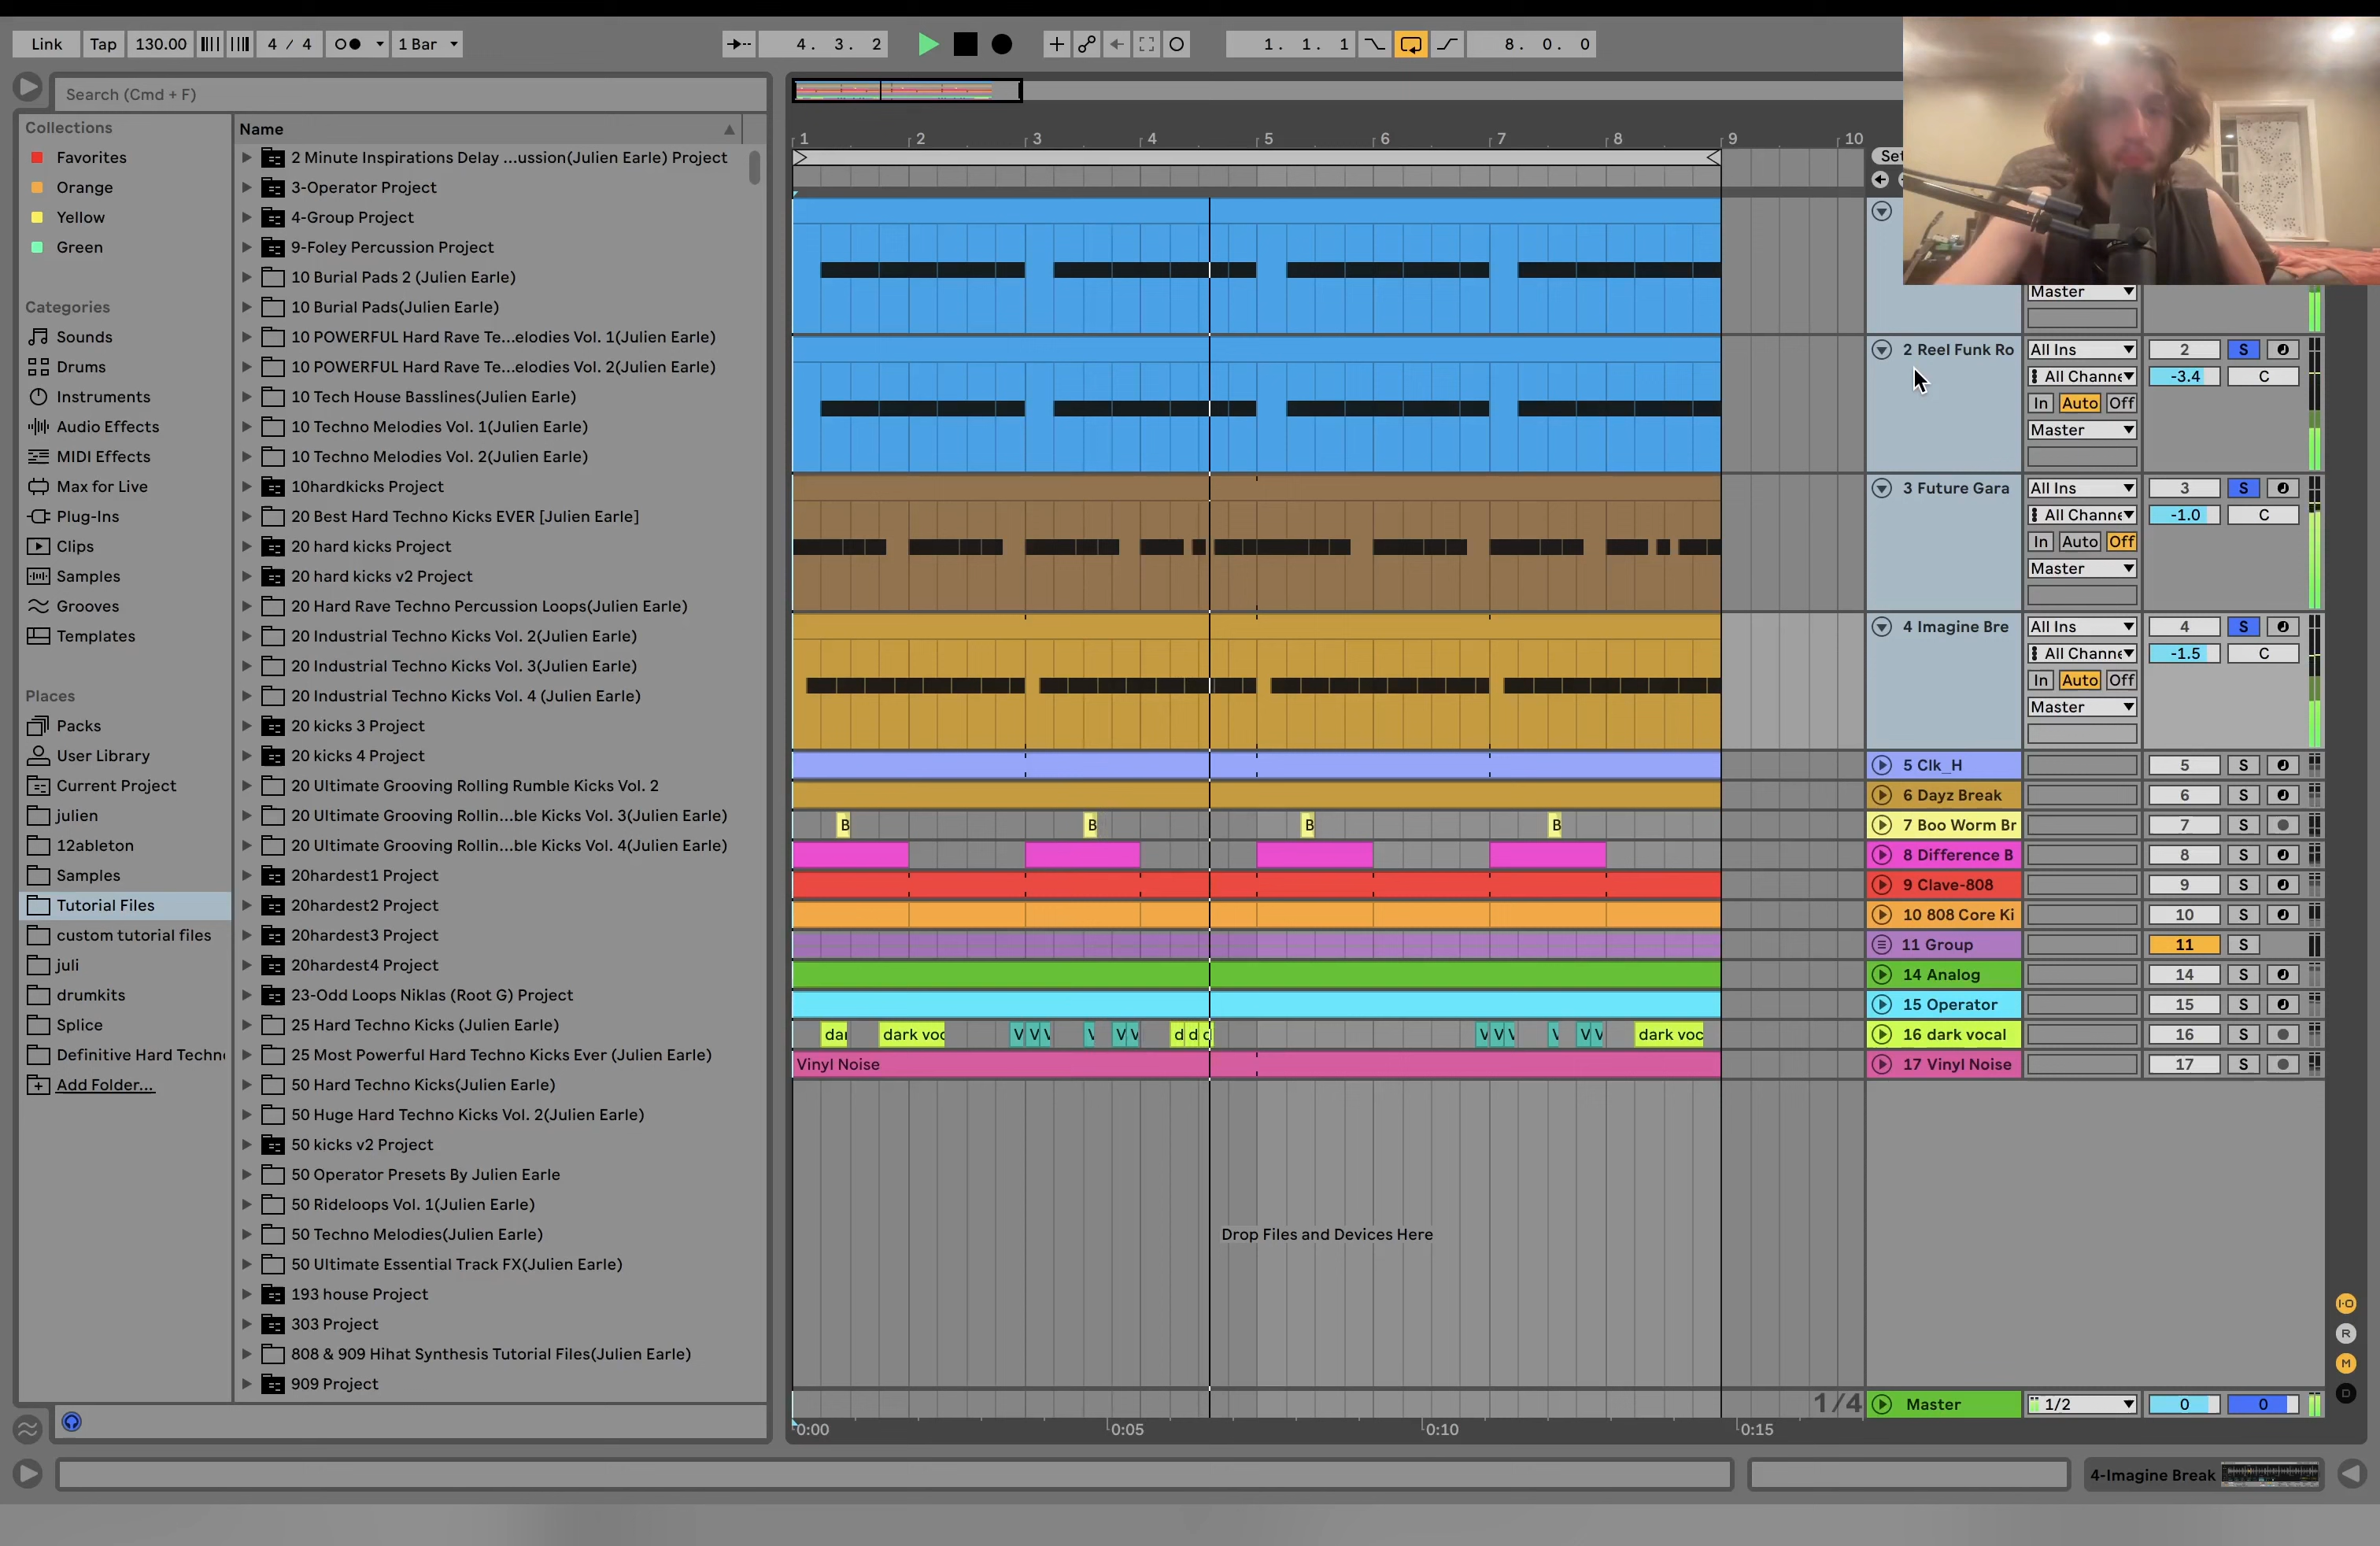 Link Tap 130.00 4 / 4 1 Bar 4. 3. 2 1. 1. 1 8. 0. 0
Search (Cmd + F)
Collections
Favorites
Orange
Yellow
Green
Categories
Sounds
Drums
Instruments
Audio Effects
MIDI Effects
Max for Live
Plug-Ins
Clips
Samples
Grooves
Templates
Places
Packs
User Library
Current Project
julien
12ableton
Samples
Tutorial Files
custom tutorial files
juli
drumkits
Splice
Definitive Hard Techn
Add Folder...
Name
2 Minute Inspirations Delay ...ussion(Julien Earle) Project
3-Operator Project
4-Group Project
9-Foley Percussion Project
10 Burial Pads 2 (Julien Earle)
10 Burial Pads(Julien Earle)
10 POWERFUL Hard Rave Te...elodies Vol. 1(Julien Earle)
10 POWERFUL Hard Rave Te...elodies Vol. 2(Julien Earle)
10 Tech House Basslines(Julien Earle)
10 Techno Melodies Vol. 1(Julien Earle)
10 Techno Melodies Vol. 2(Julien Earle)
10hardkicks Project
20 Best Hard Techno Kicks EVER [Julien Earle]
20 hard kicks Project
20 hard kicks v2 Project
20 Hard Rave Techno Percussion Loops(Julien Earle)
20 Industrial Techno Kicks Vol. 2(Julien Earle)
20 Industrial Techno Kicks Vol. 3(Julien Earle)
20 Industrial Techno Kicks Vol. 4 (Julien Earle)
20 kicks 3 Project
20 kicks 4 Project
20 Ultimate Grooving Rolling Rumble Kicks Vol. 2
20 Ultimate Grooving Rollin...ble Kicks Vol. 3(Julien Earle)
20 Ultimate Grooving Rollin...ble Kicks Vol. 4(Julien Earle)
20hardest1 Project
20hardest2 Project
20hardest3 Project
20hardest4 Project
23-Odd Loops Niklas (Root G) Project
25 Hard Techno Kicks (Julien Earle)
25 Most Powerful Hard Techno Kicks Ever (Julien Earle)
50 Hard Techno Kicks(Julien Earle)
50 Huge Hard Techno Kicks Vol. 2(Julien Earle)
50 kicks v2 Project
50 Operator Presets By Julien Earle
50 Rideloops Vol. 1(Julien Earle)
50 Techno Melodies(Julien Earle)
50 Ultimate Essential Track FX(Julien Earle)
193 house Project
303 Project
808 & 909 Hihat Synthesis Tutorial Files(Julien Earle)
909 Project
1 2 3 4 5 6 7 8 9 10
Set
Master
2 Reel Funk Ro All Ins 2 S
All Channe -3.4 C
In Auto Off
Master
3 Future Gara All Ins 3 S
All Channe -1.0 C
In Auto Off
Master
4 Imagine Bre All Ins 4 S
All Channe -1.5 C
In Auto Off
Master
5 Clk_H 5 S
6 Dayz Break 6 S
B B B B 7 Boo Worm Br 7 S
8 Difference B 8 S
9 Clave-808 9 S
10 808 Core Ki 10 S
11 Group 11 S
14 Analog 14 S
15 Operator 15 S
dar dark voc V V V V V V d d d V V V V V V dark voc 16 dark vocal 16 S
Vinyl Noise 17 Vinyl Noise 17 S
Drop Files and Devices Here
1/4 Master 1/2 0 0
0:00 0:05 0:10 0:15
I·O
R
M
D
4-Imagine Break